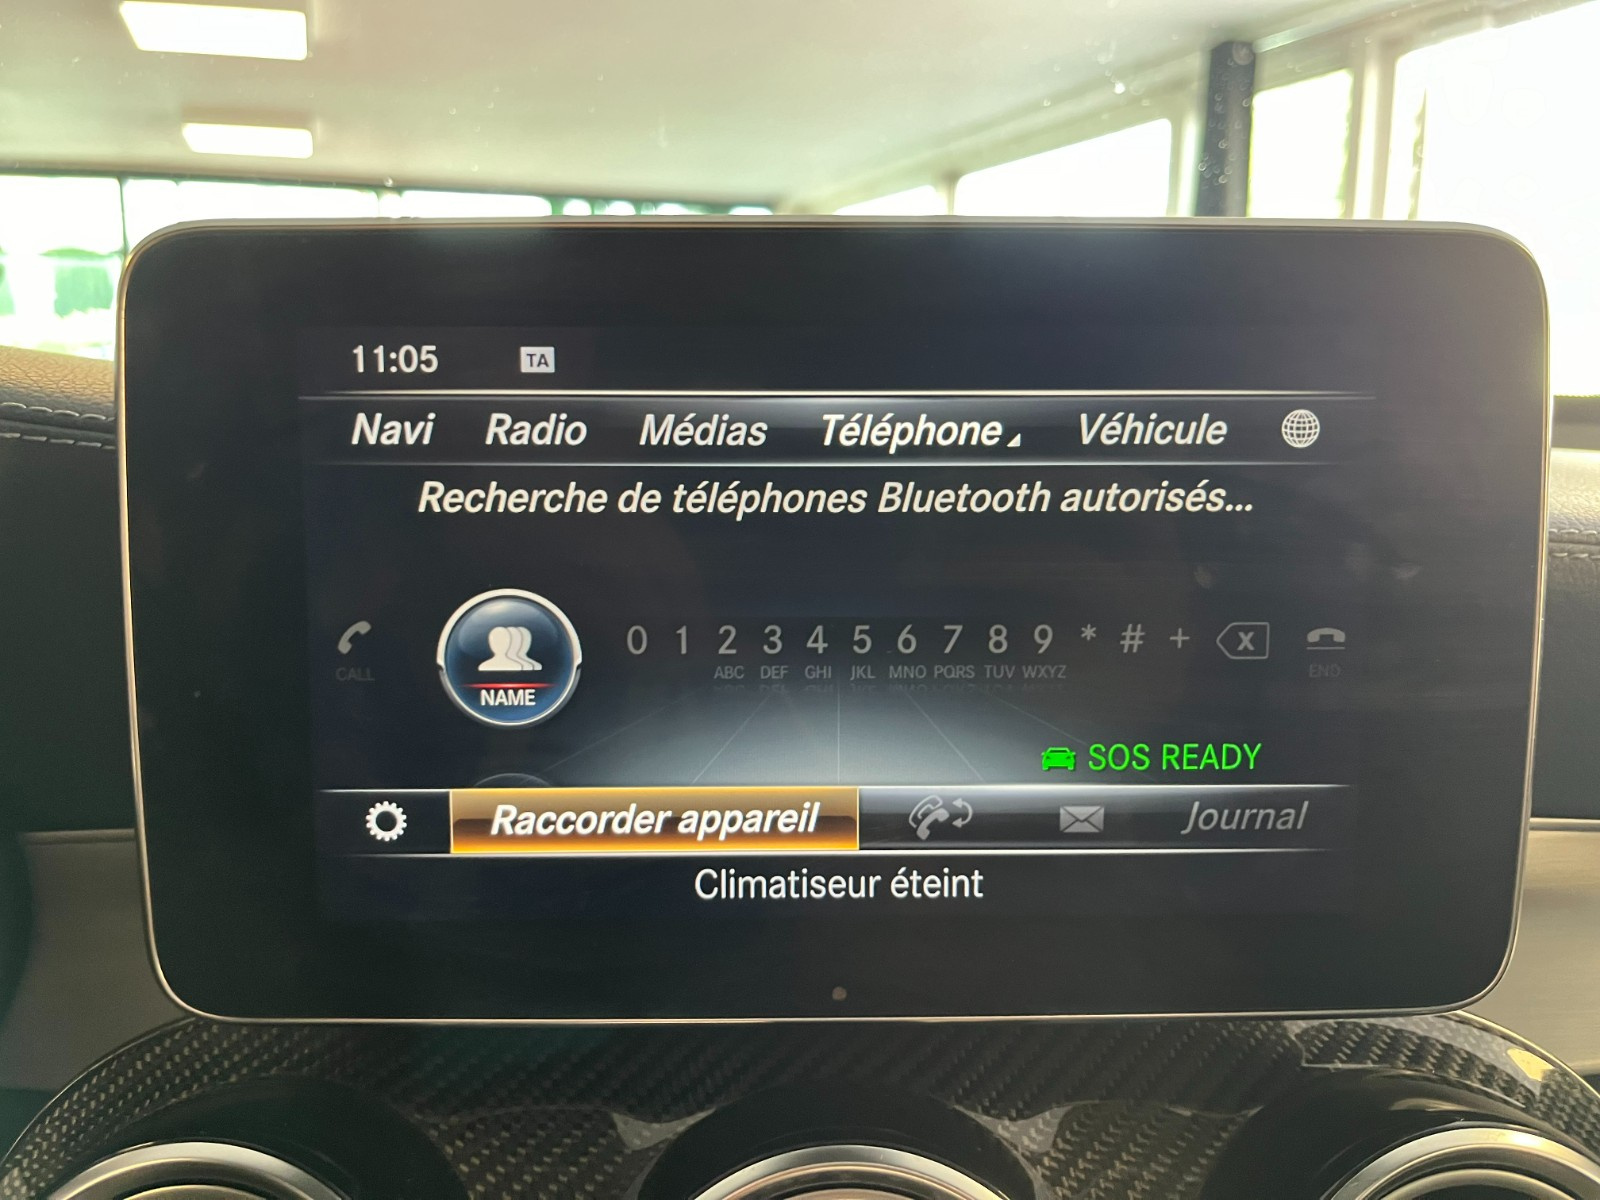 11:05 TA
Navi Radio Médias Téléphone Véhicule
Recherche de téléphones Bluetooth autorisés...
CALL NAME 0 1 2 3 4 5 6 7 8 9 * # + X END
ABC DEF GHI JKL MNO PQRS TUV WXYZ
SOS READY
Raccorder appareil Journal
Climatiseur éteint